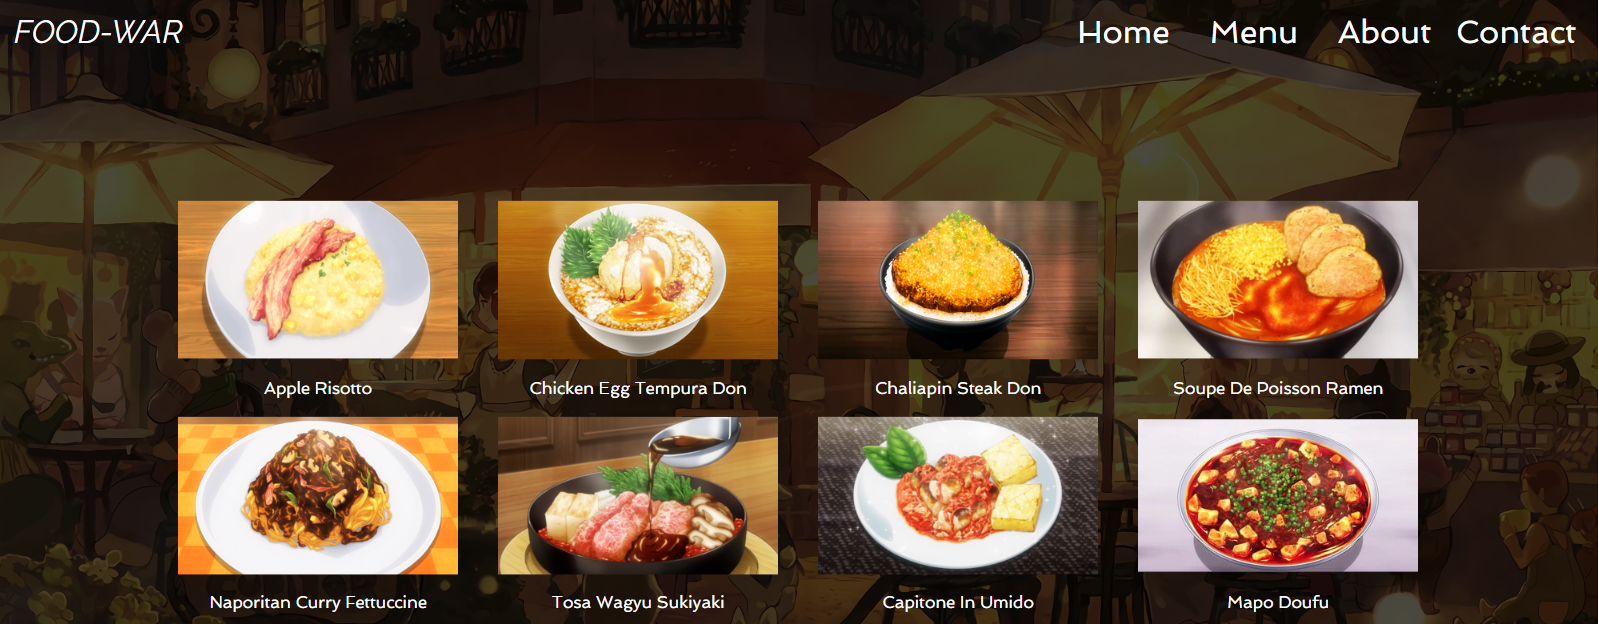 FOOD-WAR
Home Menu About Contact
Apple Risotto
Chicken Egg Tempura Don
Chaliapin Steak Don
Soupe De Poisson Ramen
Naporitan Curry Fettuccine
Tosa Wagyu Sukiyaki
Capitone In Umido
Mapo Doufu